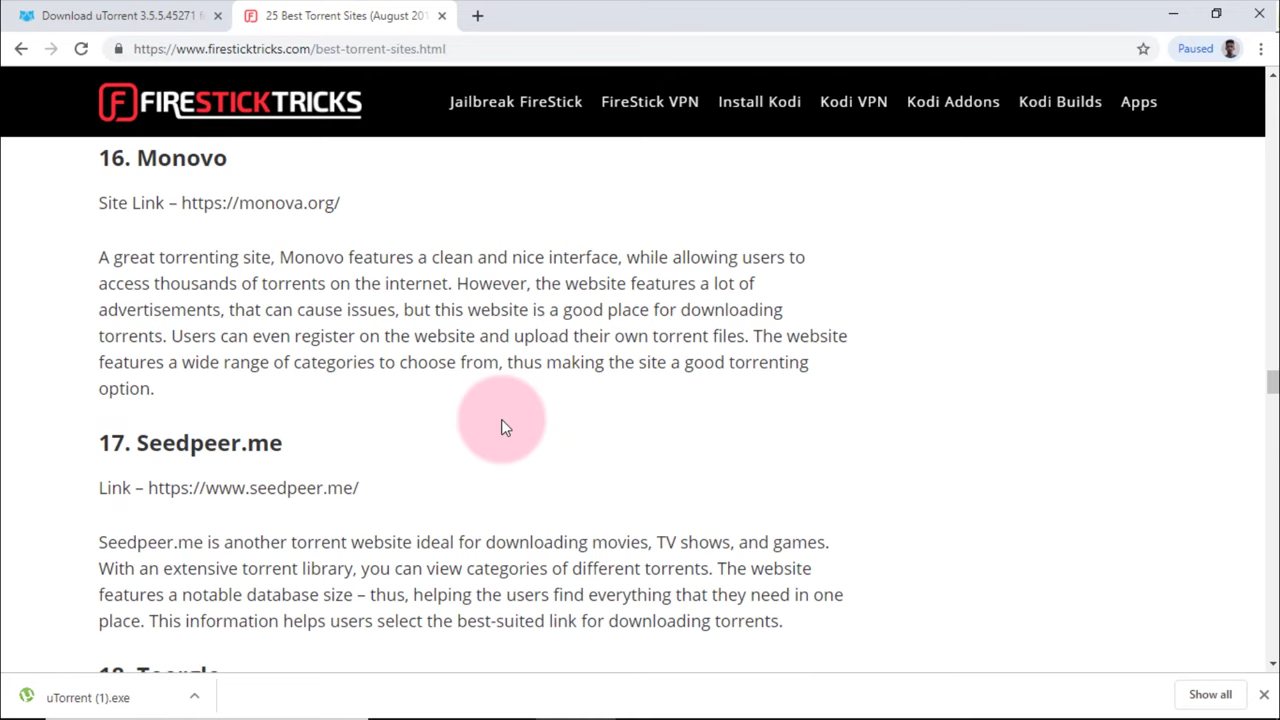 Download uTorrent 3.5.5.45271 f
25 Best Torrent Sites (August 201
https://www.firesticktricks.com/best-torrent-sites.html
Paused
FIRESTICKTRICKS
Jailbreak FireStick
FireStick VPN
Install Kodi
Kodi VPN
Kodi Addons
Kodi Builds
Apps
16. Monovo
Site Link – https://monova.org/
A great torrenting site, Monovo features a clean and nice interface, while allowing users to
access thousands of torrents on the internet. However, the website features a lot of
advertisements, that can cause issues, but this website is a good place for downloading
torrents. Users can even register on the website and upload their own torrent files. The website
features a wide range of categories to choose from, thus making the site a good torrenting
option.
17. Seedpeer.me
Link – https://www.seedpeer.me/
Seedpeer.me is another torrent website ideal for downloading movies, TV shows, and games.
With an extensive torrent library, you can view categories of different torrents. The website
features a notable database size – thus, helping the users find everything that they need in one
place. This information helps users select the best-suited link for downloading torrents.
uTorrent (1).exe
Show all